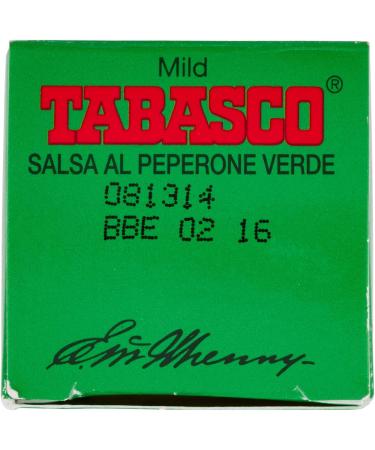 Mild
TABASCO®
SALSA AL PEPERONE VERDE
081314
BBE 02 16